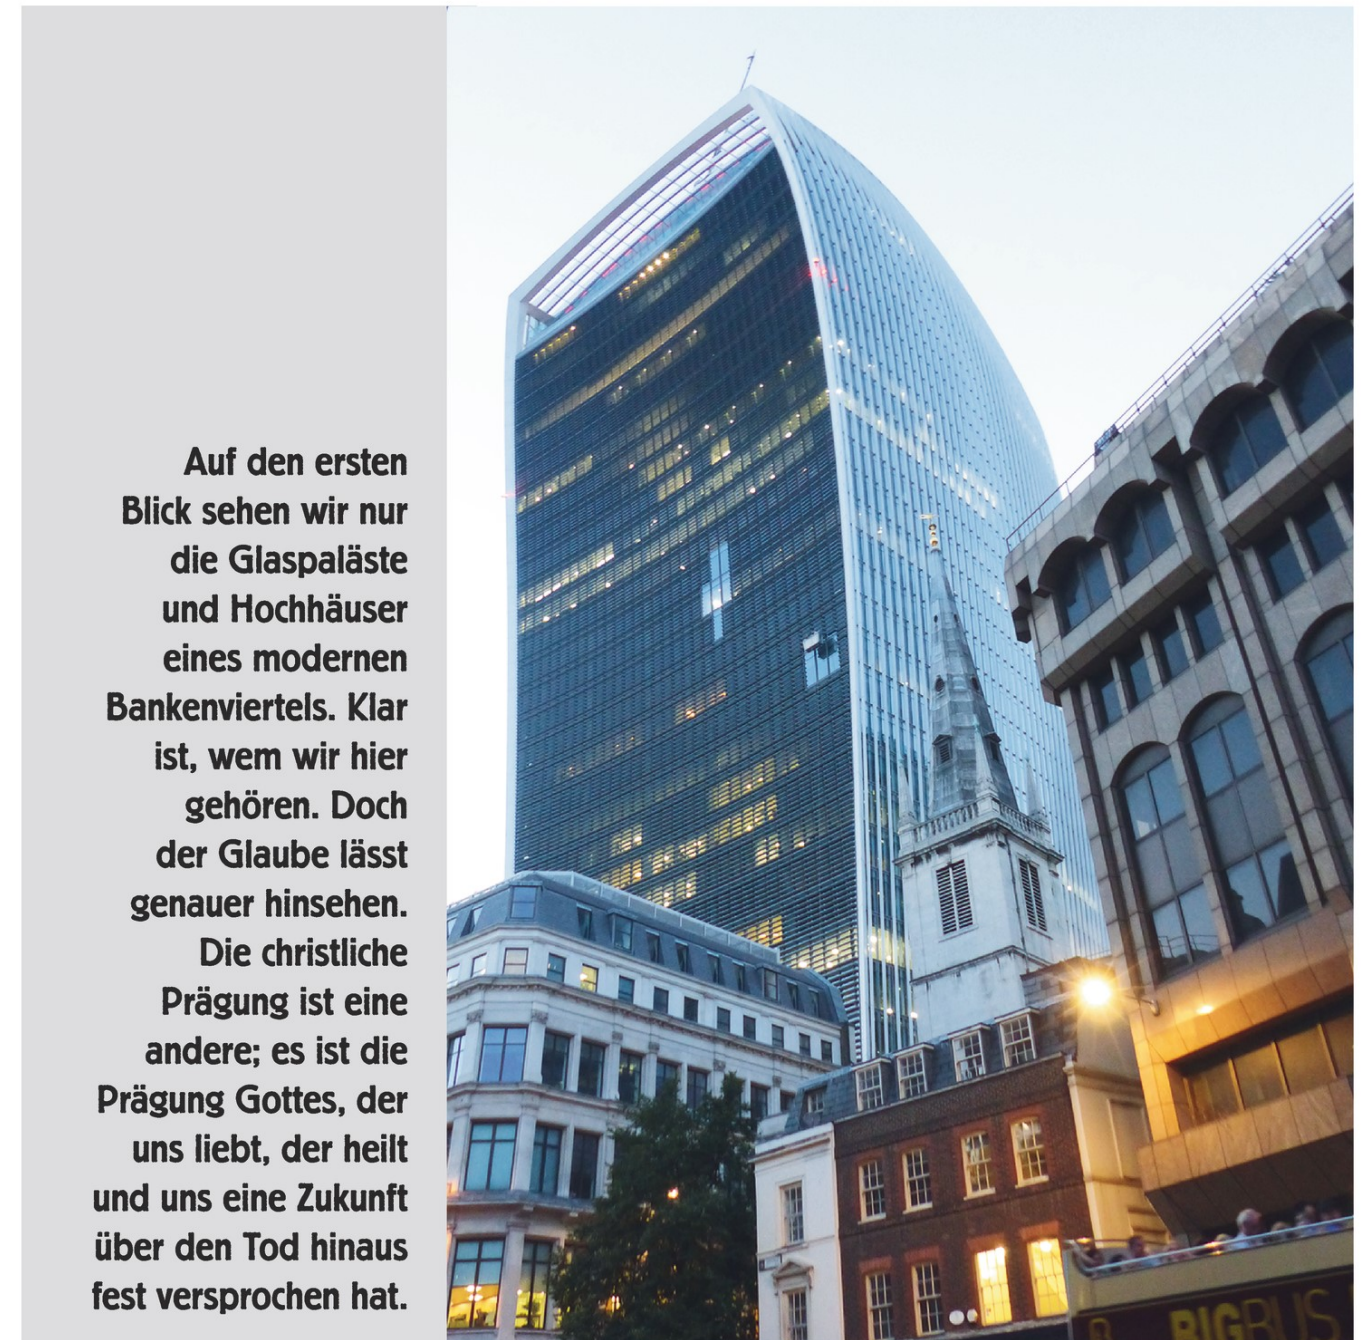 Auf den ersten
Blick sehen wir nur
die Glaspaläste
und Hochhäuser
eines modernen
Bankenviertels. Klar
ist, wem wir hier
gehören. Doch
der Glaube lässt
genauer hinsehen.
Die christliche
Prägung ist eine
andere; es ist die
Prägung Gottes, der
uns liebt, der heilt
und uns eine Zukunft
über den Tod hinaus
fest versprochen hat.
BIGBUS